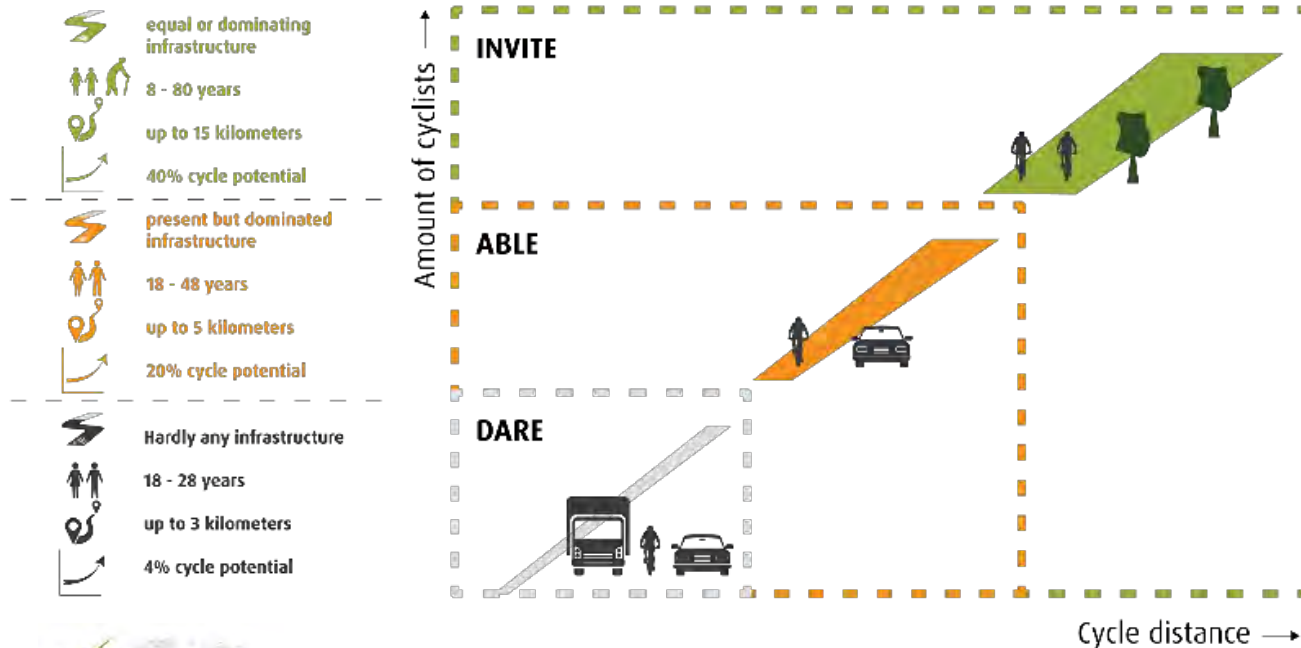 equal or dominating
infrastructure
8 - 80 years
up to 15 kilometers
40% cycle potential
present but dominated
infrastructure
18 - 48 years
up to 5 kilometers
20% cycle potential
Hardly any infrastructure
18 - 28 years
up to 3 kilometers
4% cycle potential
Amount of cyclists
INVITE
ABLE
DARE
Cycle distance